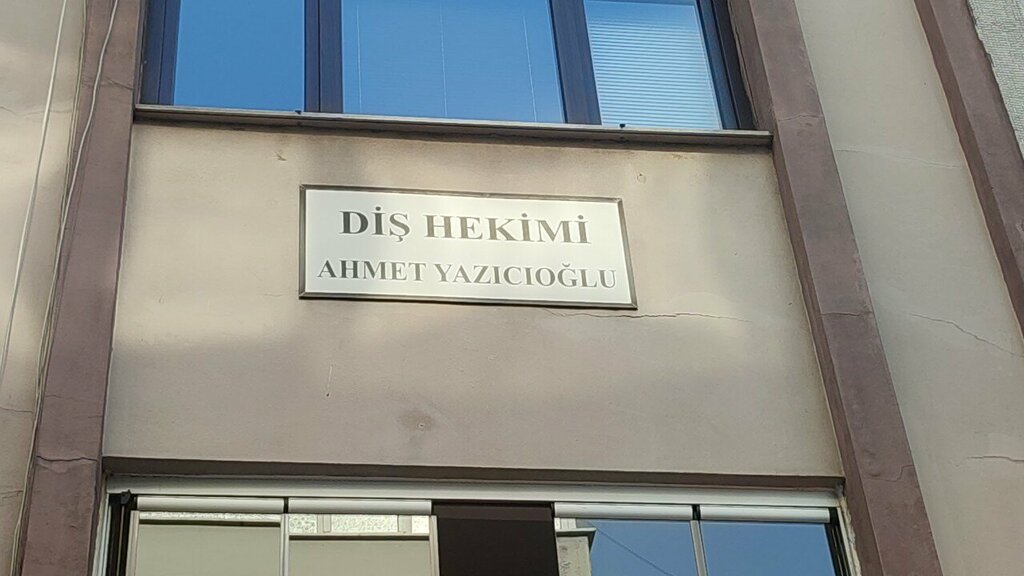 DİŞ HEKİMİ
AHMET YAZICIOĞLU